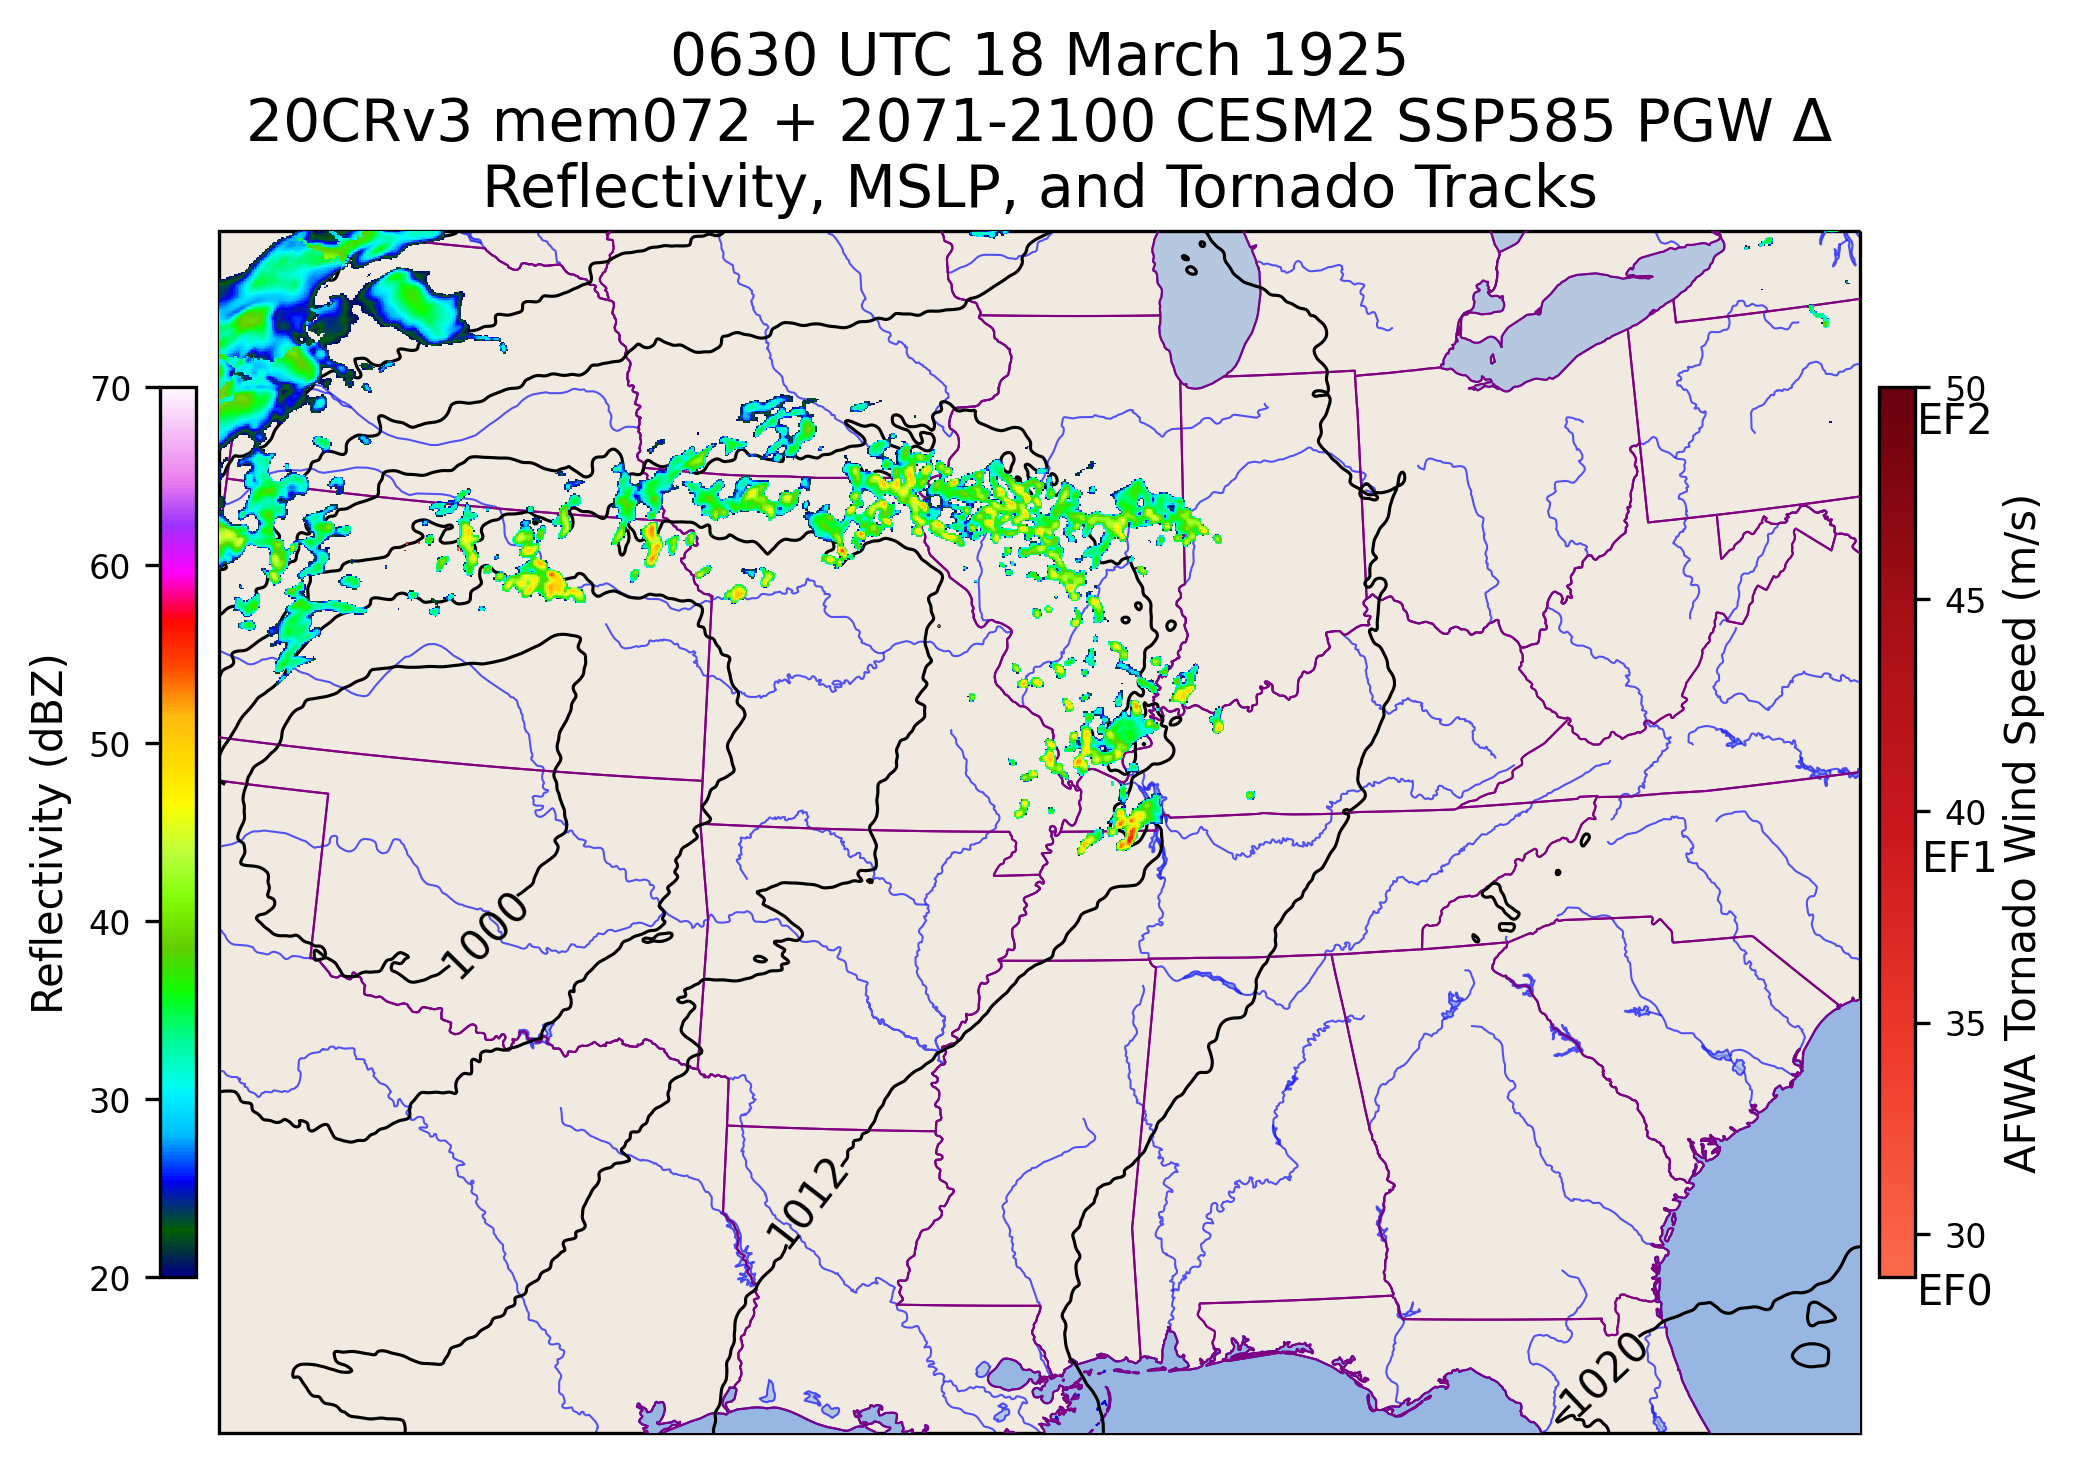 0630 UTC 18 March 1925
20CRv3 mem072 + 2071-2100 CESM2 SSP585 PGW Δ
Reflectivity, MSLP, and Tornado Tracks
Reflectivity (dBZ)
70
60
50
40
30
20
1000
1012
1020
50
EF2
45
40
EF1
35
30
EF0
AFWA Tornado Wind Speed (m/s)